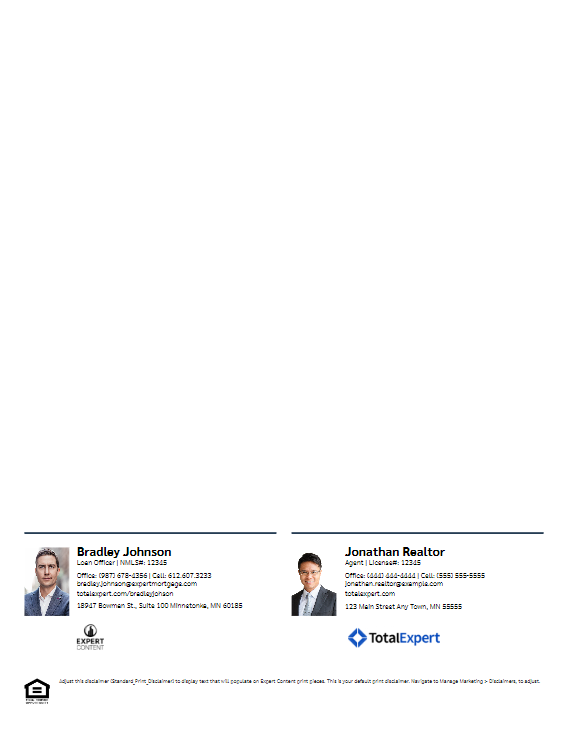 Bradley Johnson
Loan Officer | NMLS#: 12345
Office: (987) 678-4356 | Cell: 612.607.3233
bradley.johnson@expertmortgage.com
totalexpert.com/bradleyjohson
18947 Bowman St., Suite 100 Minnetonka, MN 60185
EXPERT
CONTENT
Jonathan Realtor
Agent | License#: 12345
Office: (444) 444-4444 | Cell: (555) 555-5555
jonathan.realtor@example.com
totalexpert.com
123 Main Street Any Town, MN 55555
TotalExpert
Adjust this disclaimer (Standard_Print_Disclaimer) to display text that will populate on Expert Content print pieces. This is your default print disclaimer. Navigate to Manage Marketing > Disclaimers, to adjust.